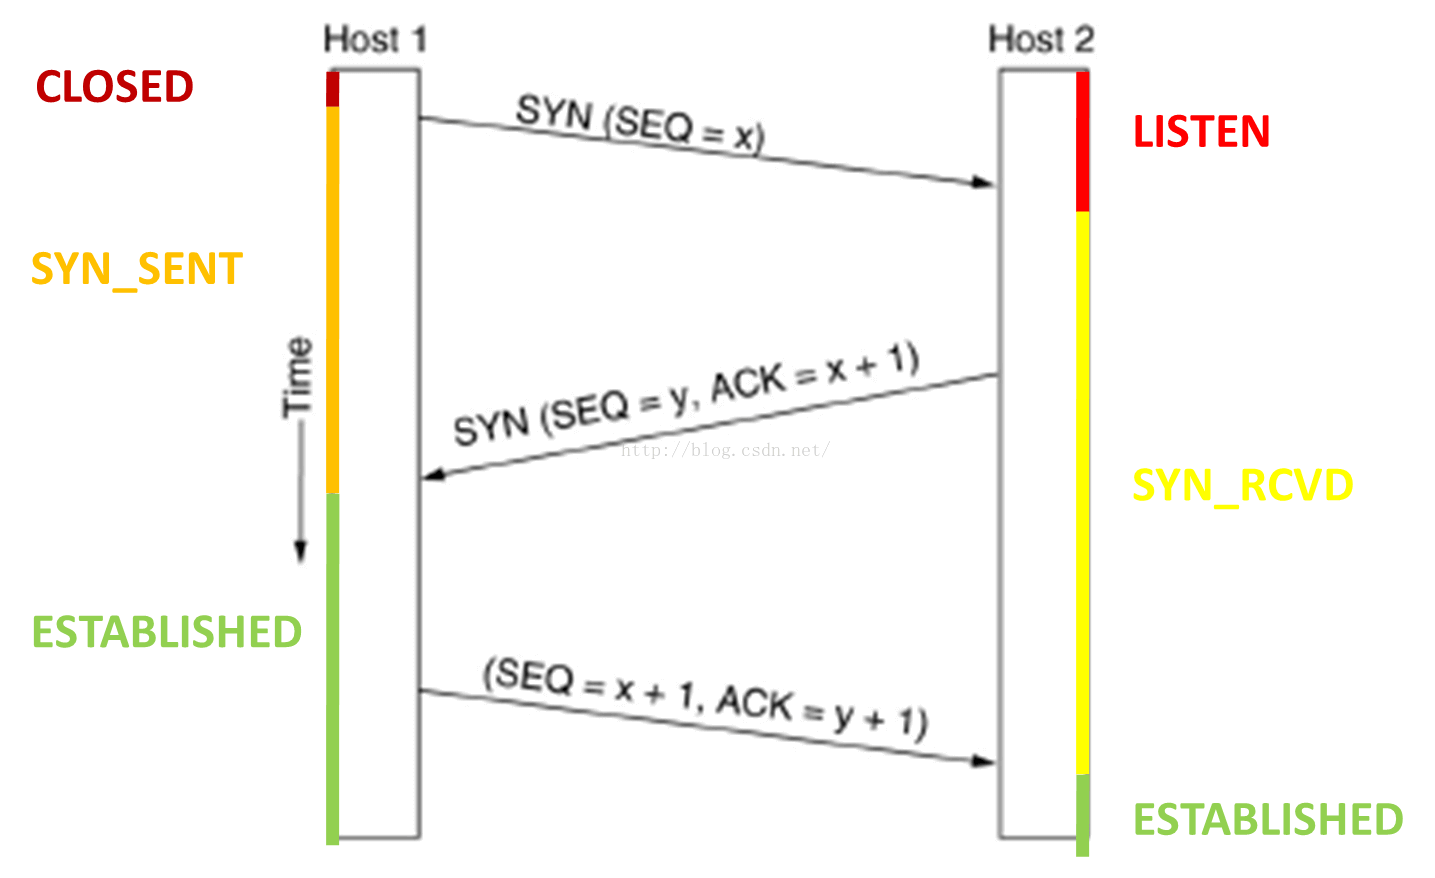 Host 1
Host 2
CLOSED
SYN (SEQ = x)
LISTEN
SYN_SENT
Time
SYN (SEQ = y, ACK = x + 1)
http://blog.csdn.net/
SYN_RCVD
ESTABLISHED
(SEQ = x + 1, ACK = y + 1)
ESTABLISHED